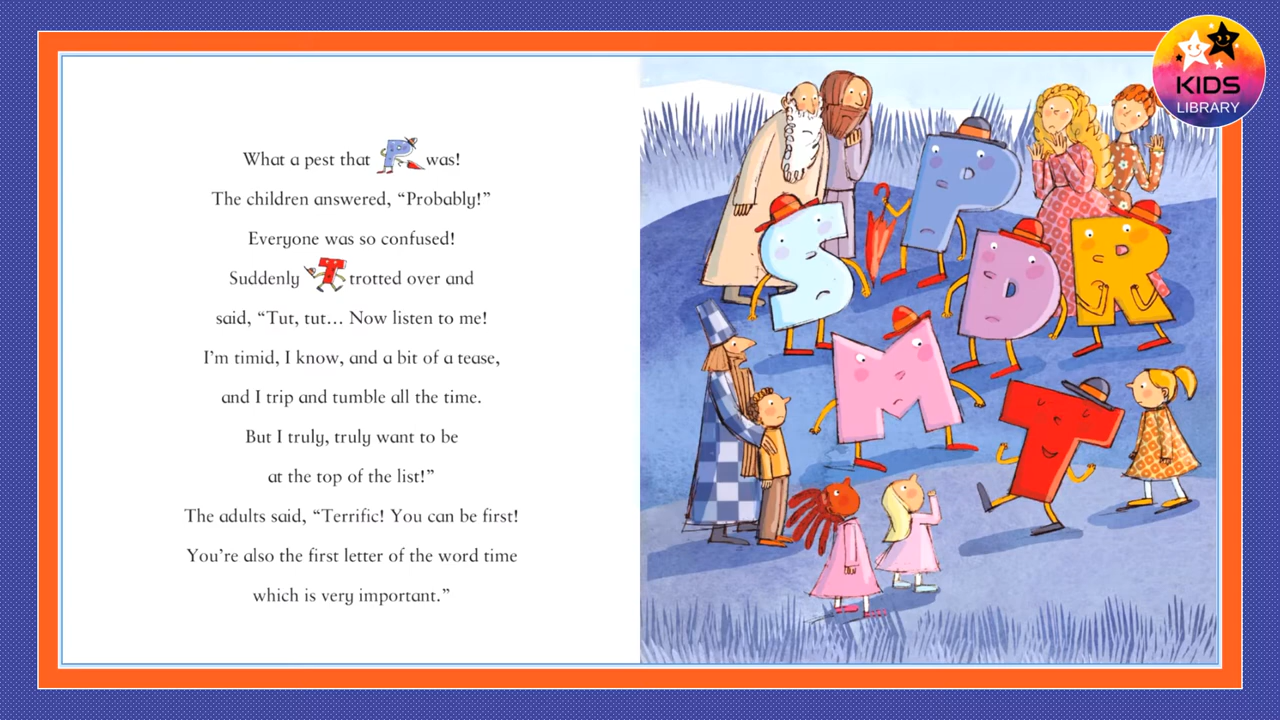 What a pest that P was!
The children answered, “Probably!”
Everyone was so confused!
Suddenly T trotted over and
said, “Tut, tut… Now listen to me!
I’m timid, I know, and a bit of a tease,
and I trip and tumble all the time.
But I truly, truly want to be
at the top of the list!”
The adults said, “Terrific! You can be first!
You’re also the first letter of the word time
which is very important.”
S
P
D
R
M
T
KIDS
LIBRARY